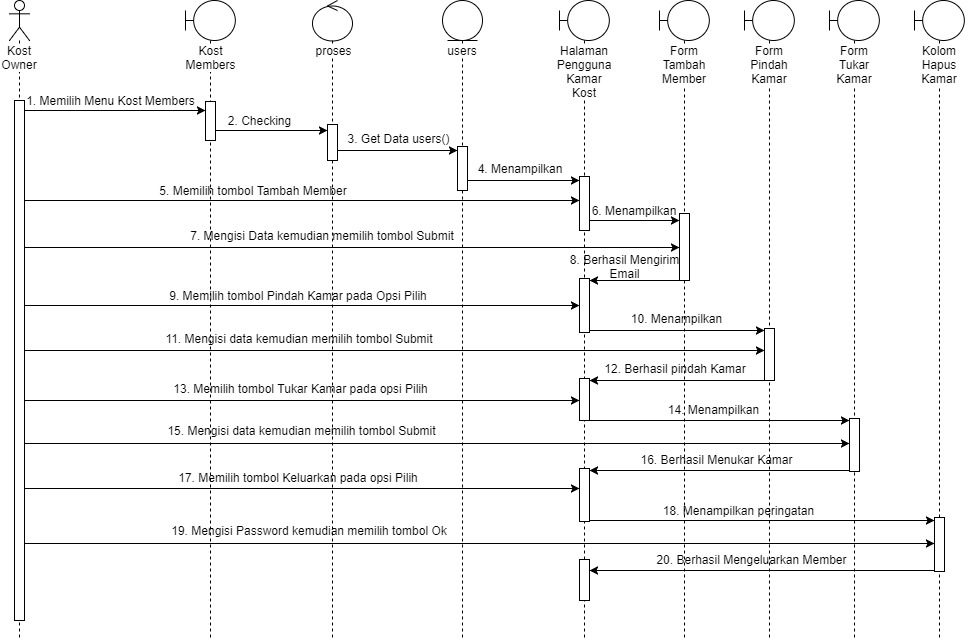 Kost
Owner
Kost
Members
proses
users
Halaman
Pengguna
Kamar
Kost
Form
Tambah
Member
Form
Pindah
Kamar
Form
Tukar
Kamar
Kolom
Hapus
Kamar
1. Memilih Menu Kost Members
2. Checking
3. Get Data users()
4. Menampilkan
5. Memilih tombol Tambah Member
6. Menampilkan
7. Mengisi Data kemudian memilih tombol Submit
8. Berhasil Mengirim
Email
9. Memilih tombol Pindah Kamar pada Opsi Pilih
10. Menampilkan
11. Mengisi data kemudian memilih tombol Submit
12. Berhasil pindah Kamar
13. Memilih tombol Tukar Kamar pada opsi Pilih
14. Menampilkan
15. Mengisi data kemudian memilih tombol Submit
16. Berhasil Menukar Kamar
17. Memilih tombol Keluarkan pada opsi Pilih
18. Menampilkan peringatan
19. Mengisi Password kemudian memilih tombol Ok
20. Berhasil Mengeluarkan Member